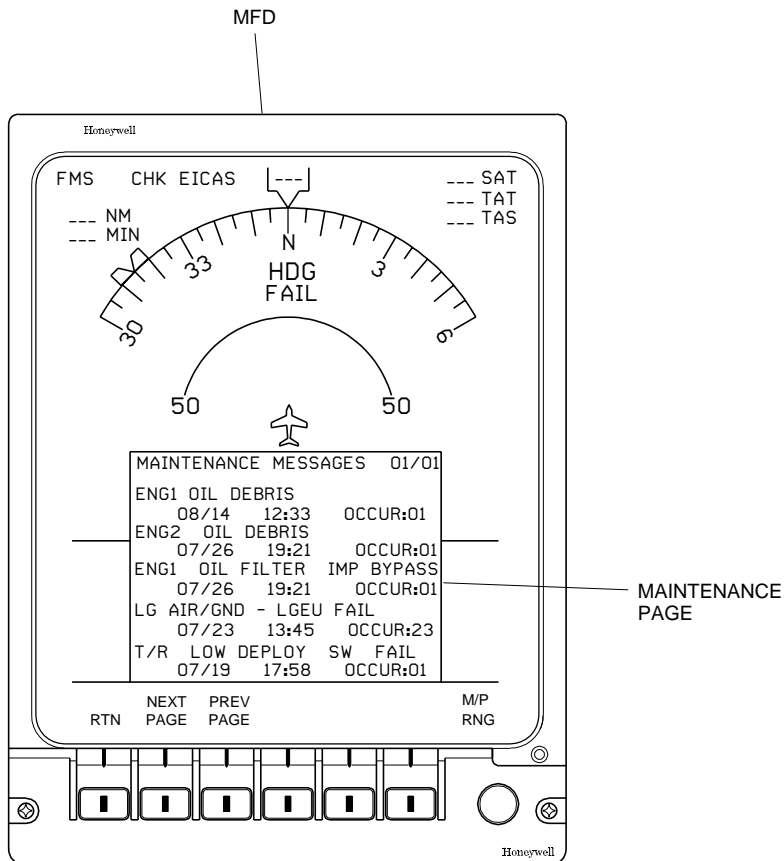 MFD
Honeywell
FMS CHK EICAS --- --- SAT
--- TAT
--- NM --- TAS
--- MIN
N
33 3
HDG
FAIL
30 6
50 50
MAINTENANCE MESSAGES 01/01
ENG1 OIL DEBRIS
08/14 12:33 OCCUR:01
ENG2 OIL DEBRIS
07/26 19:21 OCCUR:01
ENG1 OIL FILTER IMP BYPASS
07/26 19:21 OCCUR:01
LG AIR/GND - LGEU FAIL
07/23 13:45 OCCUR:23
T/R LOW DEPLOY SW FAIL
07/19 17:58 OCCUR:01
MAINTENANCE
PAGE
NEXT PREV M/P
RTN PAGE PAGE RNG
Honeywell